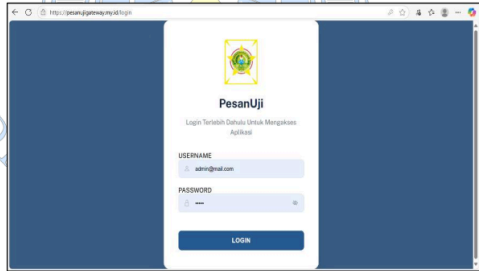 https://pesanujigateway.my.id/login
PesanUji
Login Terlebih Dahulu Untuk Mengakses
Aplikasi
USERNAME
admin@mail.com
PASSWORD
LOGIN